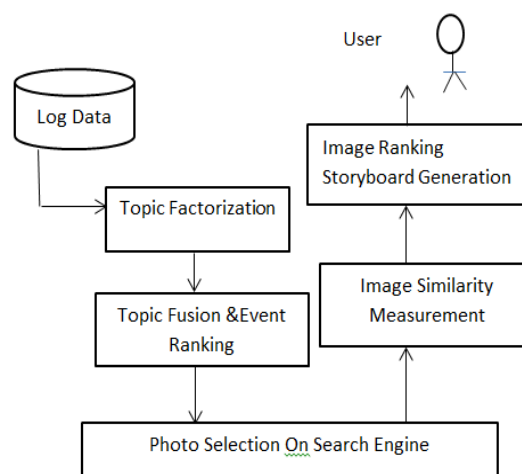 User
Log Data
Topic Factorization
Topic Fusion &Event
Ranking
Photo Selection On Search Engine
Image Similarity
Measurement
Image Ranking
Storyboard Generation